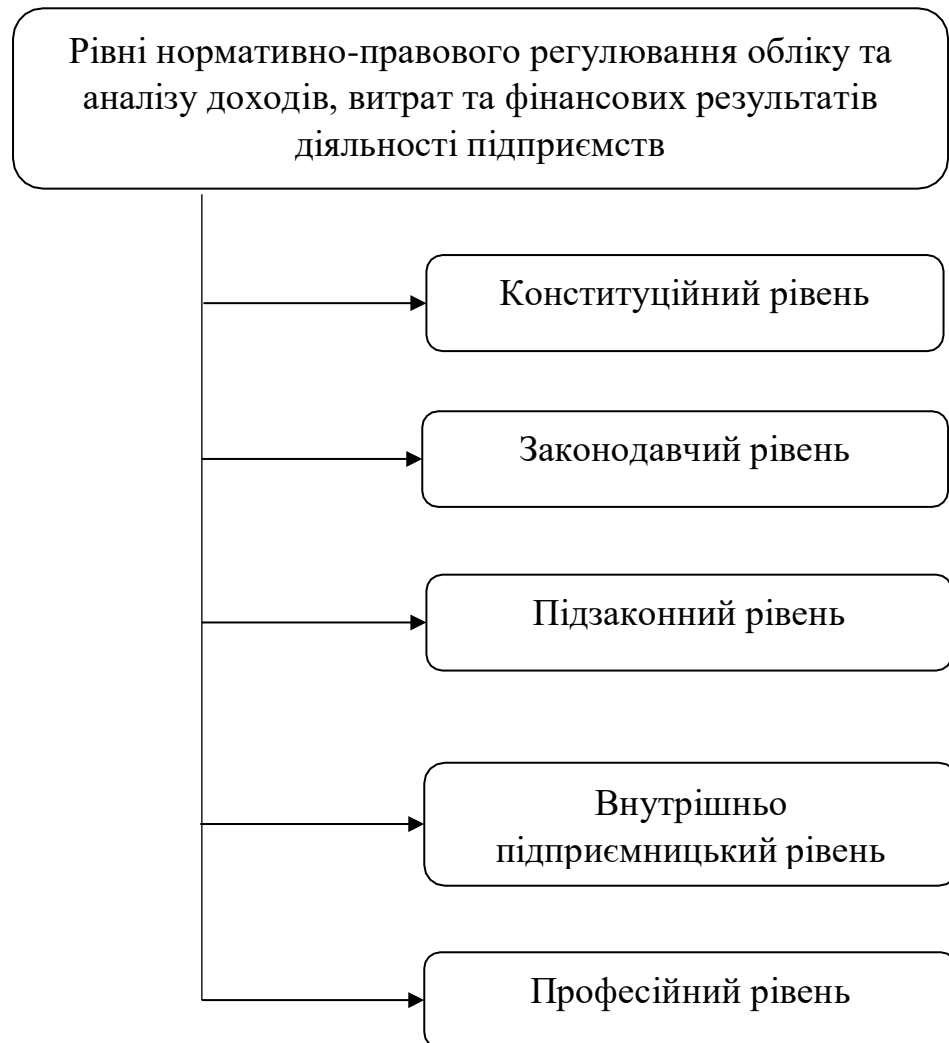 Рівні нормативно-правового регулювання обліку та
аналізу доходів, витрат та фінансових результатів
діяльності підприємств
Конституційний рівень
Законодавчий рівень
Підзаконний рівень
Внутрішньо
підприємницький рівень
Професійний рівень